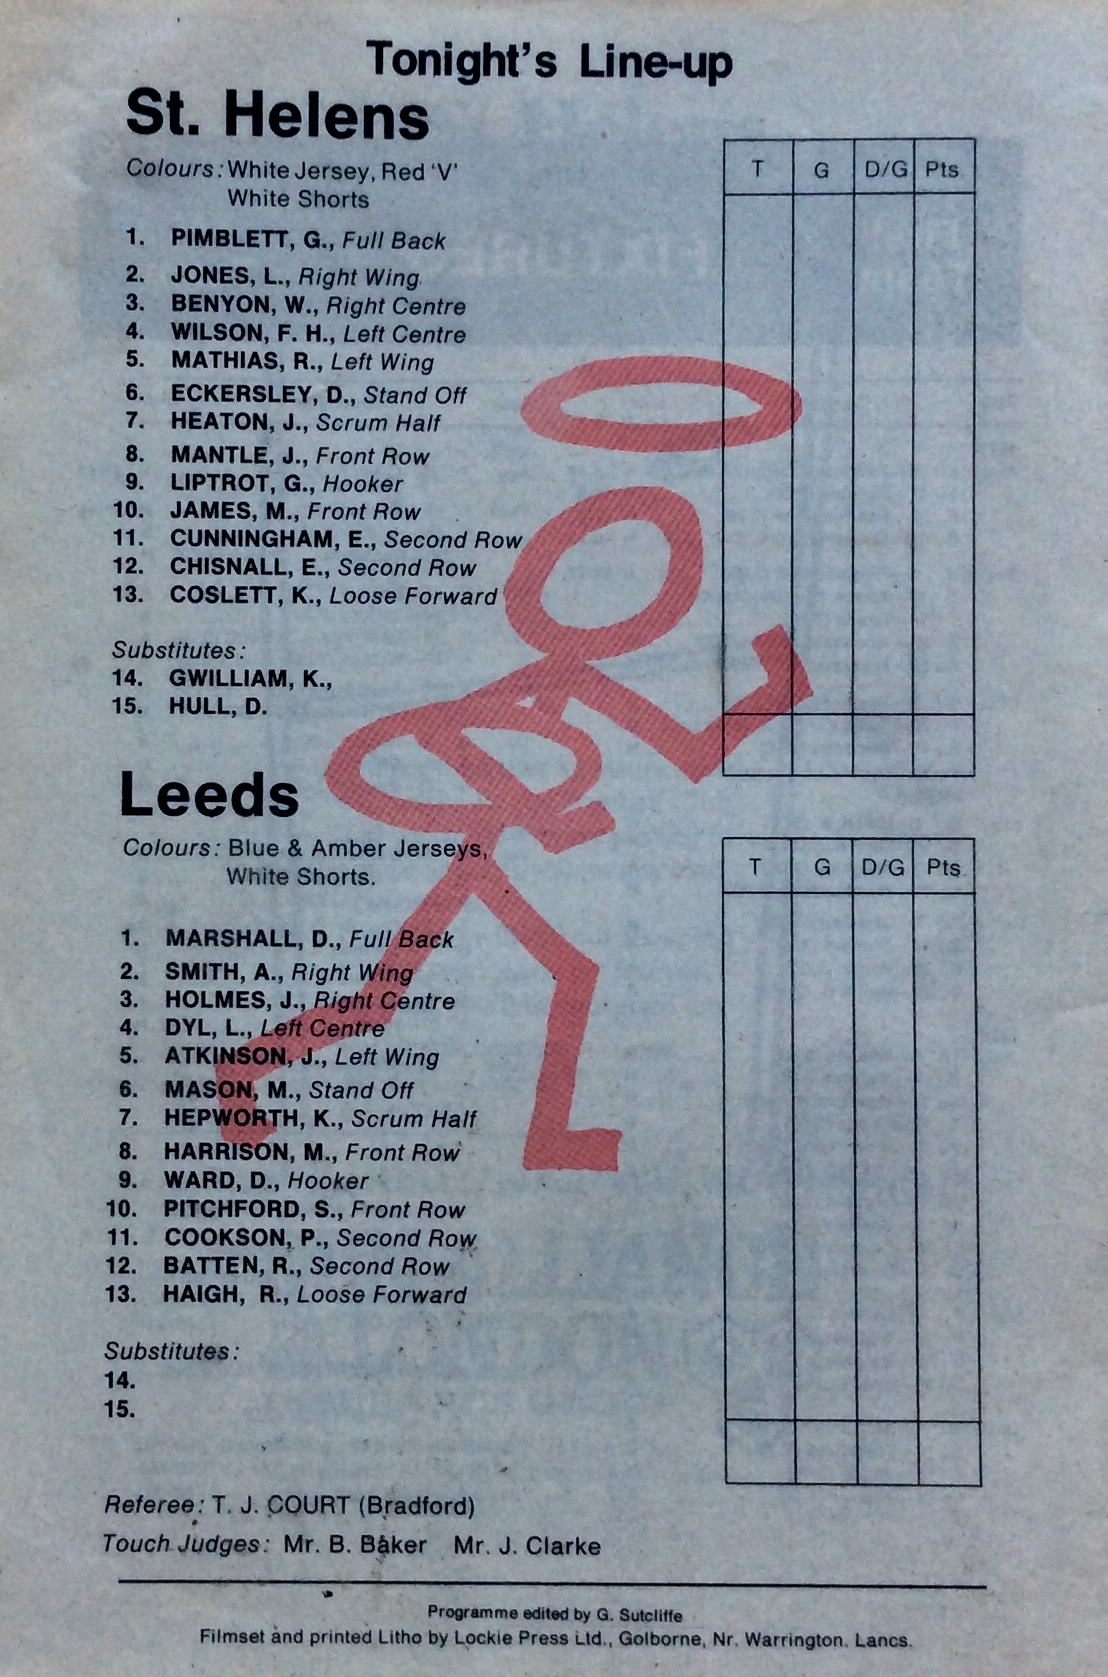 Tonight's Line-up
St. Helens
Colours: White Jersey, Red 'V'
White Shorts
T G D/G Pts.
1. PIMBLETT, G., Full Back
2. JONES, L., Right Wing
3. BENYON, W., Right Centre
4. WILSON, F. H., Left Centre
5. MATHIAS, R., Left Wing
6. ECKERSLEY, D., Stand Off
7. HEATON, J., Scrum Half
8. MANTLE, J., Front Row
9. LIPTROT, G., Hooker
10. JAMES, M., Front Row
11. CUNNINGHAM, E., Second Row
12. CHISNALL, E., Second Row
13. COSLETT, K., Loose Forward
Substitutes:
14. GWILLIAM, K.,
15. HULL, D.
Leeds
Colours: Blue & Amber Jerseys,
White Shorts.
T G D/G Pts.
1. MARSHALL, D., Full Back
2. SMITH, A., Right Wing
3. HOLMES, J., Right Centre
4. DYL, L., Left Centre
5. ATKINSON, J., Left Wing
6. MASON, M., Stand Off
7. HEPWORTH, K., Scrum Half
8. HARRISON, M., Front Row
9. WARD, D., Hooker
10. PITCHFORD, S., Front Row
11. COOKSON, P., Second Row
12. BATTEN, R., Second Row
13. HAIGH, R., Loose Forward
Substitutes:
14.
15.
Referee: T. J. COURT (Bradford)
Touch Judges: Mr. B. Baker Mr. J. Clarke
Programme edited by G. Sutcliffe
Filmset and printed Litho by Lockie Press Ltd., Golborne, Nr. Warrington. Lancs.